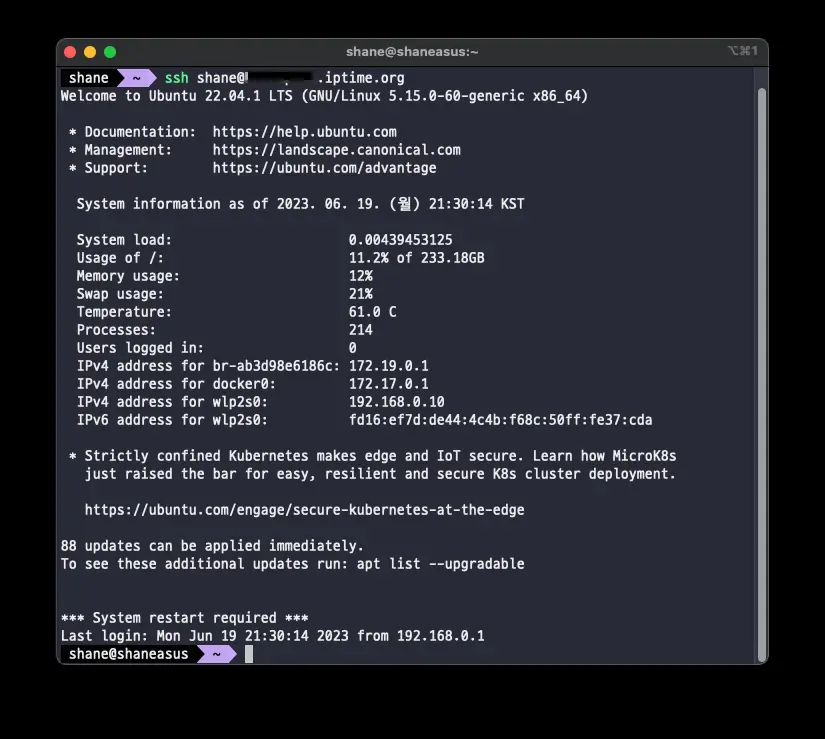 shane@shaneasus:~
⌥⌘1
shane ~ ssh shane@ .iptime.org
Welcome to Ubuntu 22.04.1 LTS (GNU/Linux 5.15.0-60-generic x86_64)
* Documentation: https://help.ubuntu.com
* Management: https://landscape.canonical.com
* Support: https://ubuntu.com/advantage
System information as of 2023. 06. 19. (월) 21:30:14 KST
System load: 0.00439453125
Usage of /: 11.2% of 233.18GB
Memory usage: 12%
Swap usage: 21%
Temperature: 61.0 C
Processes: 214
Users logged in: 0
IPv4 address for br-ab3d98e6186c: 172.19.0.1
IPv4 address for docker0: 172.17.0.1
IPv4 address for wlp2s0: 192.168.0.10
IPv6 address for wlp2s0: fd16:ef7d:de44:4c4b:f68c:50ff:fe37:cda
* Strictly confined Kubernetes makes edge and IoT secure. Learn how MicroK8s
just raised the bar for easy, resilient and secure K8s cluster deployment.
https://ubuntu.com/engage/secure-kubernetes-at-the-edge
88 updates can be applied immediately.
To see these additional updates run: apt list --upgradable
*** System restart required ***
Last login: Mon Jun 19 21:30:14 2023 from 192.168.0.1
shane@shaneasus ~